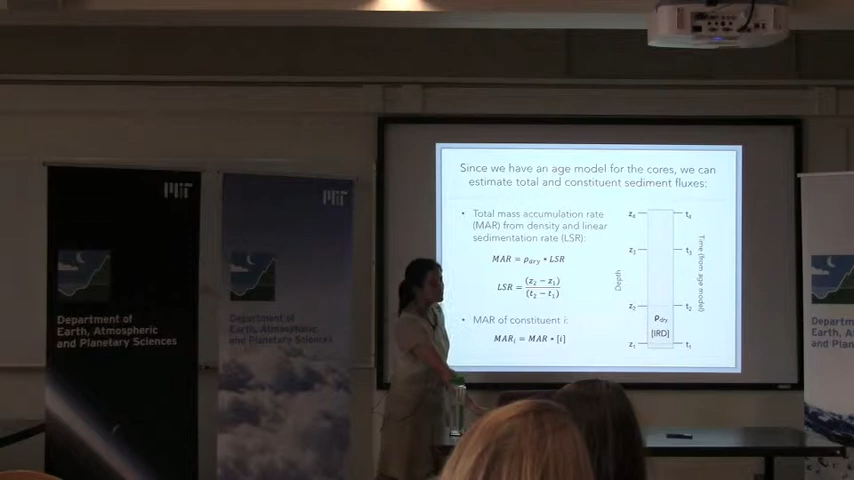 Since we have an age model for the cores, we can
estimate total and constituent sediment fluxes:
• Total mass accumulation rate
(MAR) from density and linear
sedimentation rate (LSR):
MAR = ρdry * LSR
LSR = (z2 − z1) / (t2 − t1)
• MAR of constituent i:
MARi = MAR * [i]
z4 t4
z3 t3
z2 t2
z1 t1
Depth
Time (from age model)
ρdry
[IRD]
MIT
Department of
Earth, Atmospheric
and Planetary Sciences
MIT
Department of
Earth, Atmospheric
and Planetary Sciences
Department
Earth, Atm
and Planet